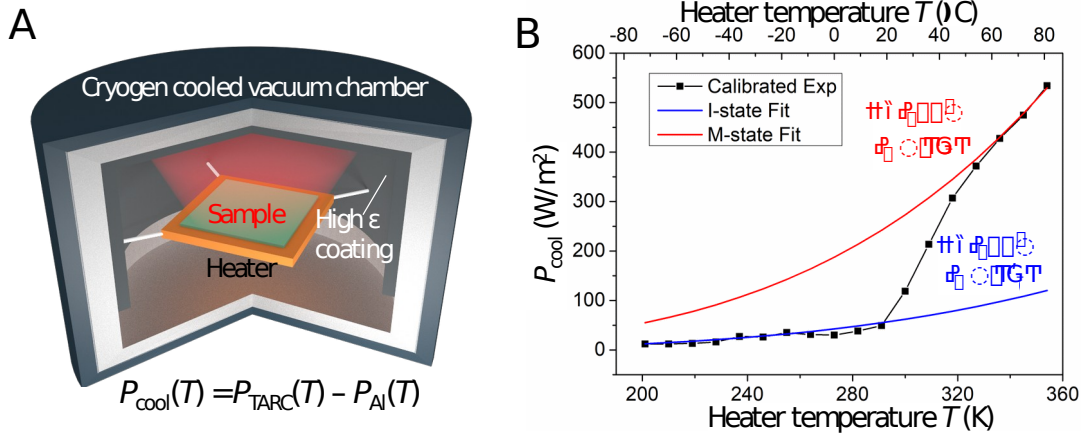 A
Cryogen cooled vacuum chamber
Sample
High ε
coating
Heater
P_cool(T) = P_TARC(T) – P_Al(T)
B
Heater temperature T
-80 -60 -40 -20 0 20 40 60 80
P_cool (W/m²)
600
500
400
300
200
100
0
Calibrated Exp
I-state Fit
M-state Fit
200 240 280 320 360
Heater temperature T (K)